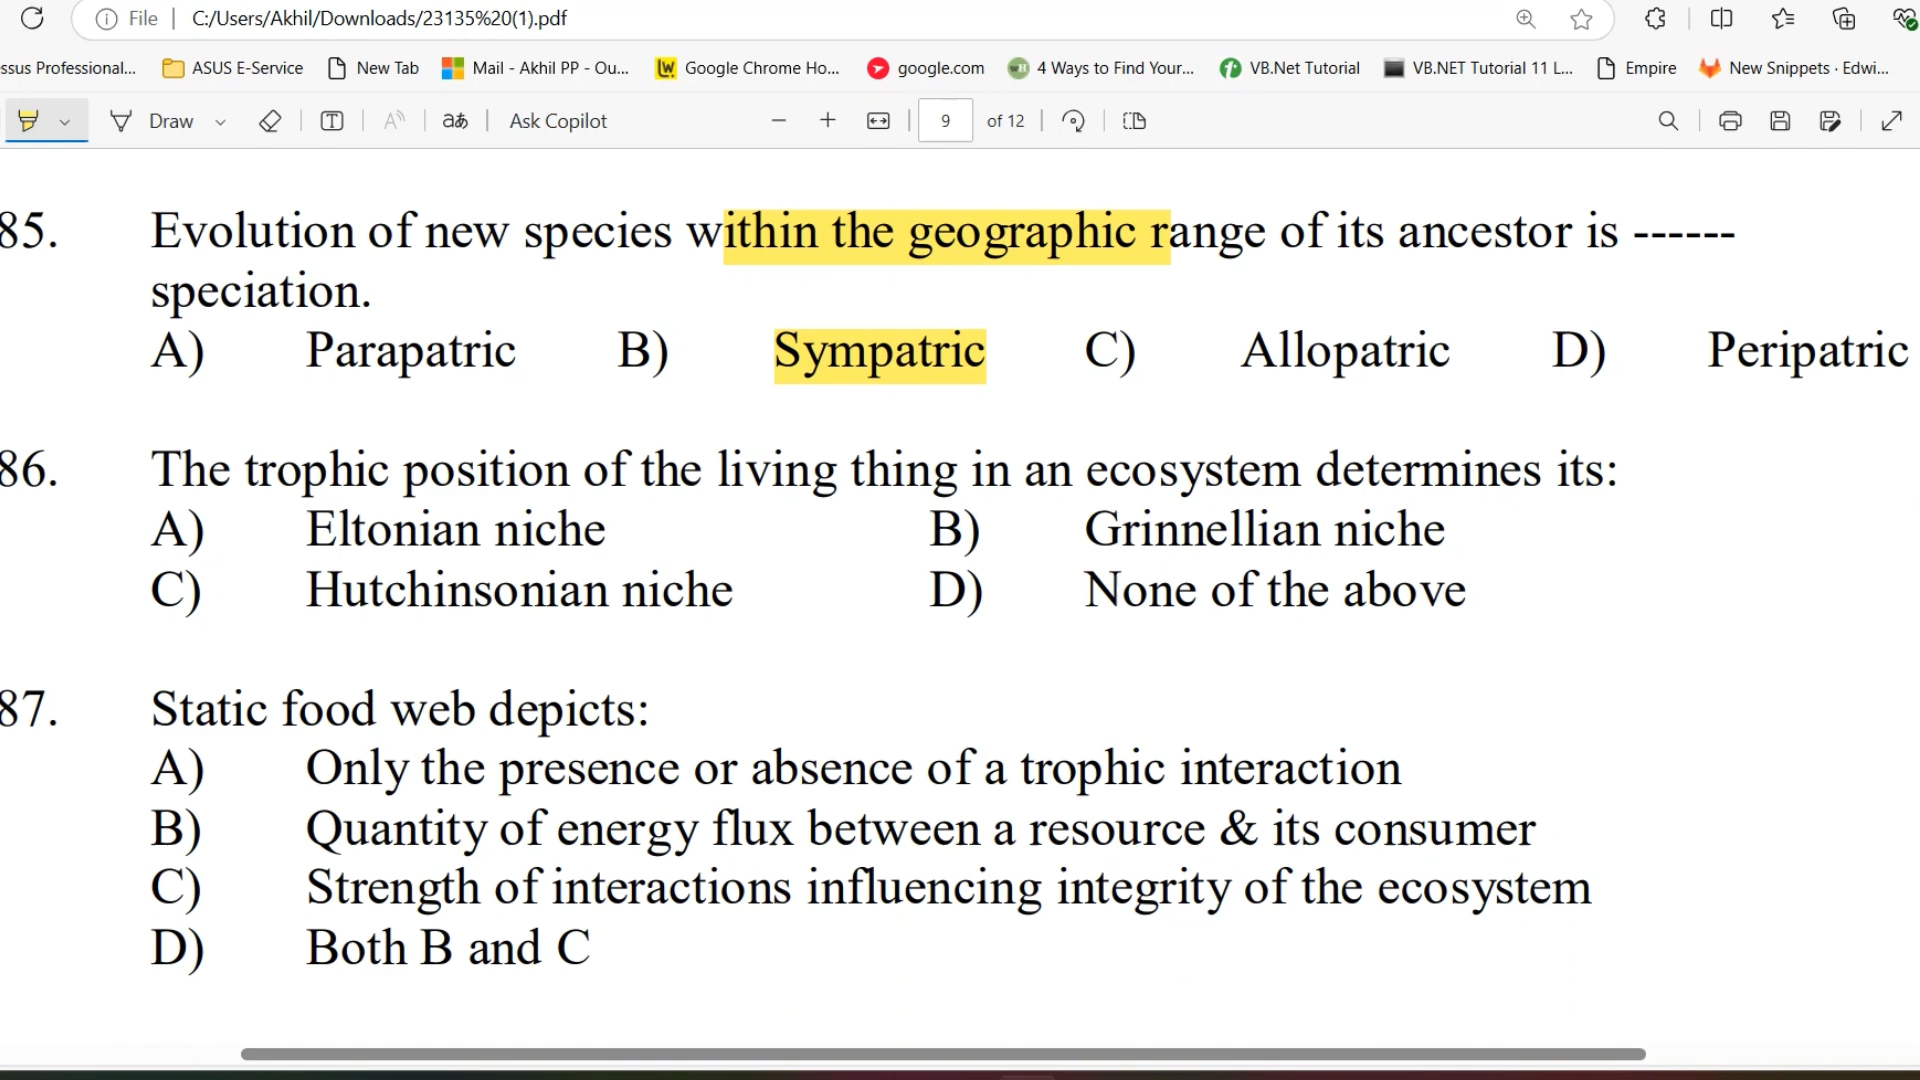 File C:/Users/Akhil/Downloads/23135%20(1).pdf
ssus Professional... ASUS E-Service New Tab Mail - Akhil PP - Ou... Google Chrome Ho... google.com 4 Ways to Find Your... VB.Net Tutorial VB.NET Tutorial 11 L... Empire New Snippets · Edwi...
Draw T A aあ Ask Copilot 9 of 12
85. Evolution of new species within the geographic range of its ancestor is ------
speciation.
A) Parapatric B) Sympatric C) Allopatric D) Peripatric
86. The trophic position of the living thing in an ecosystem determines its:
A) Eltonian niche B) Grinnellian niche
C) Hutchinsonian niche D) None of the above
87. Static food web depicts:
A) Only the presence or absence of a trophic interaction
B) Quantity of energy flux between a resource & its consumer
C) Strength of interactions influencing integrity of the ecosystem
D) Both B and C